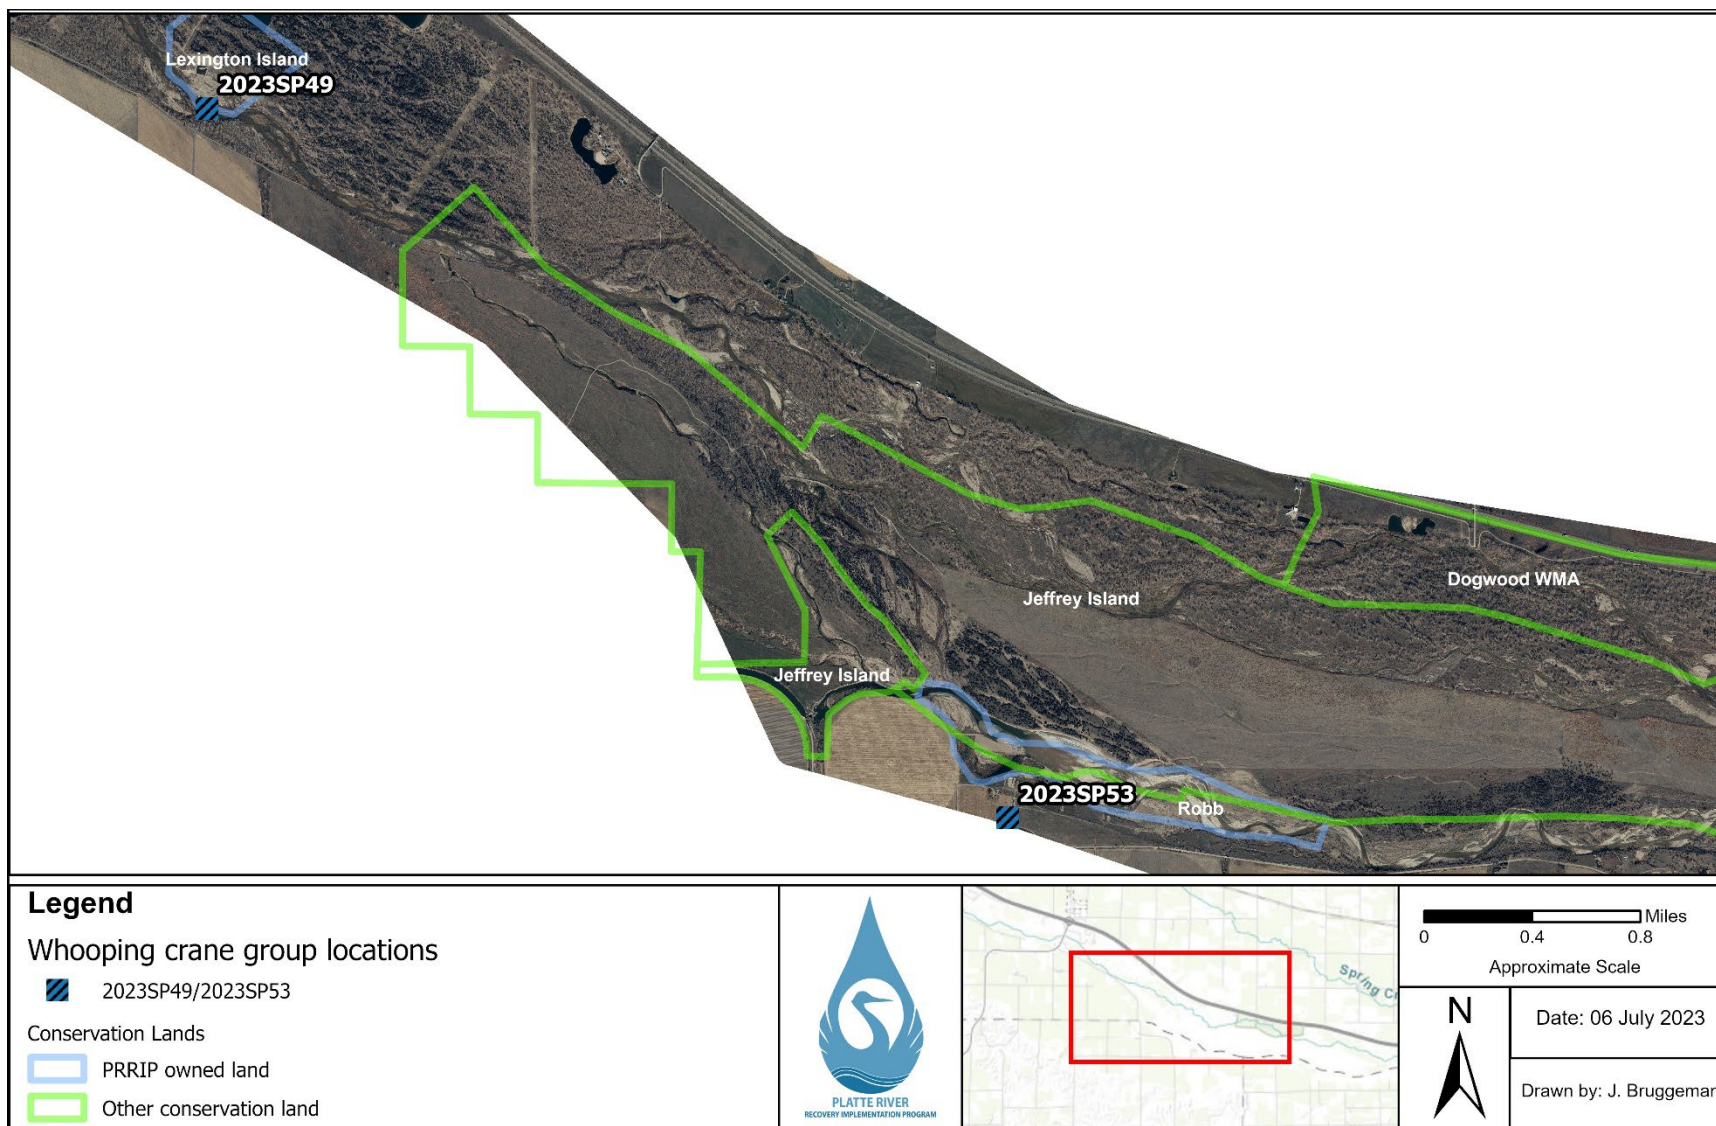 Lexington Island
2023SP49
Dogwood WMA
Jeffrey Island
Jeffrey Island
2023SP53
Robb
Legend
Whooping crane group locations
2023SP49/2023SP53
Conservation Lands
PRRIP owned land
Other conservation land
PLATTE RIVER
RECOVERY IMPLEMENTATION PROGRAM
Spring C
Miles
0 0.4 0.8
Approximate Scale
N
Date: 06 July 2023
Drawn by: J. Bruggeman